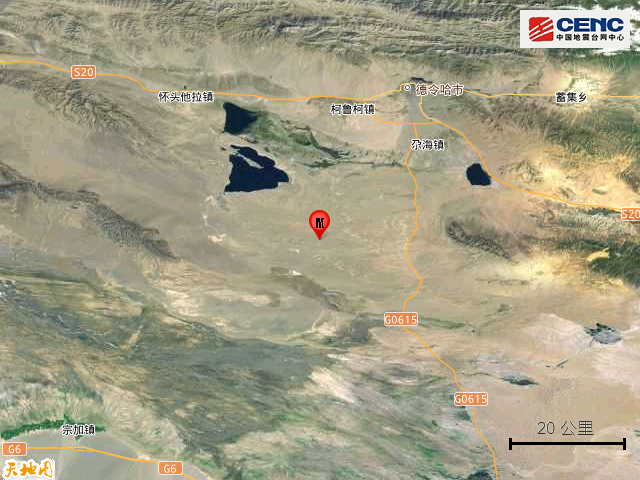 CENC
中国地震台网中心
S20
怀头他拉镇
德令哈市
蓄集乡
柯鲁柯镇
尕海镇
S20
M
G0615
G0615
20 公里
宗加镇
G6
G6
天地图